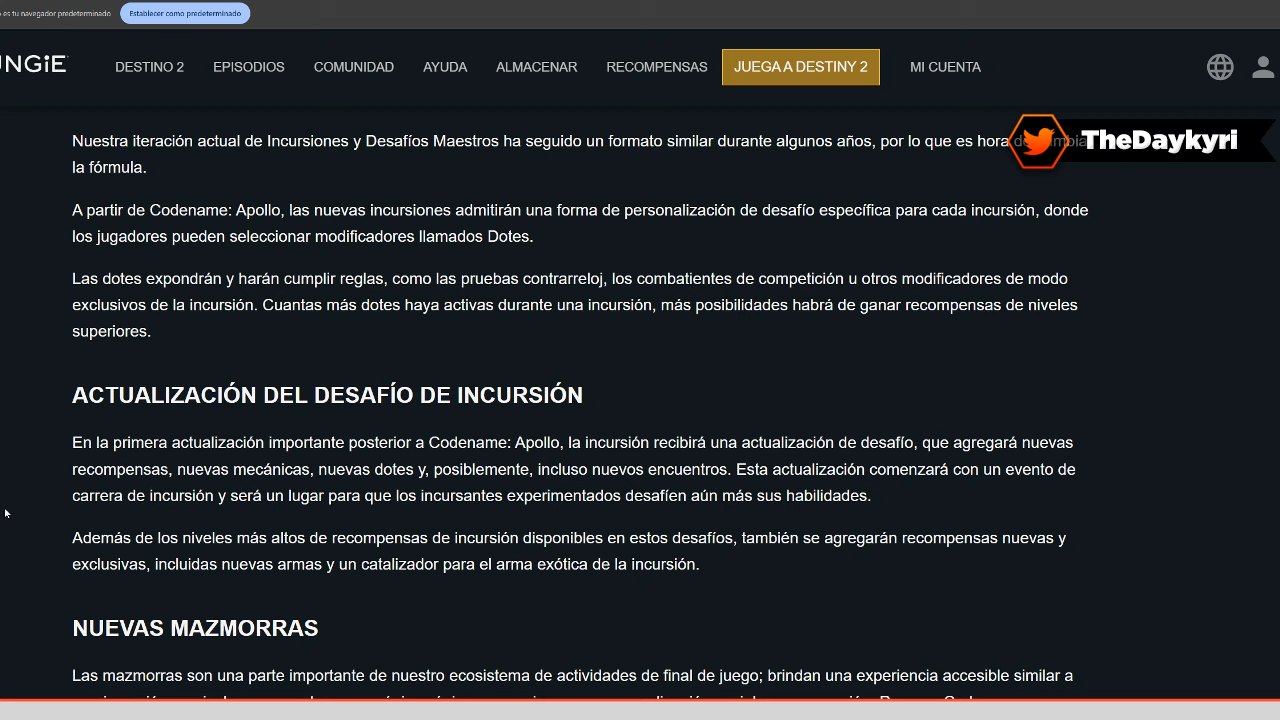 es tu navegador predeterminado
Establecer como predeterminado
NGiE
DESTINO 2
EPISODIOS
COMUNIDAD
AYUDA
ALMACENAR
RECOMPENSAS
JUEGA A DESTINY 2
MI CUENTA
TheDaykyri
Nuestra iteración actual de Incursiones y Desafíos Maestros ha seguido un formato similar durante algunos años, por lo que es hora
la fórmula.
A partir de Codename: Apollo, las nuevas incursiones admitirán una forma de personalización de desafío específica para cada incursión, donde
los jugadores pueden seleccionar modificadores llamados Dotes.
Las dotes expondrán y harán cumplir reglas, como las pruebas contrarreloj, los combatientes de competición u otros modificadores de modo
exclusivos de la incursión. Cuantas más dotes haya activas durante una incursión, más posibilidades habrá de ganar recompensas de niveles
superiores.
ACTUALIZACIÓN DEL DESAFÍO DE INCURSIÓN
En la primera actualización importante posterior a Codename: Apollo, la incursión recibirá una actualización de desafío, que agregará nuevas
recompensas, nuevas mecánicas, nuevas dotes y, posiblemente, incluso nuevos encuentros. Esta actualización comenzará con un evento de
carrera de incursión y será un lugar para que los incursantes experimentados desafíen aún más sus habilidades.
Además de los niveles más altos de recompensas de incursión disponibles en estos desafíos, también se agregarán recompensas nuevas y
exclusivas, incluidas nuevas armas y un catalizador para el arma exótica de la incursión.
NUEVAS MAZMORRAS
Las mazmorras son una parte importante de nuestro ecosistema de actividades de final de juego; brindan una experiencia accesible similar a